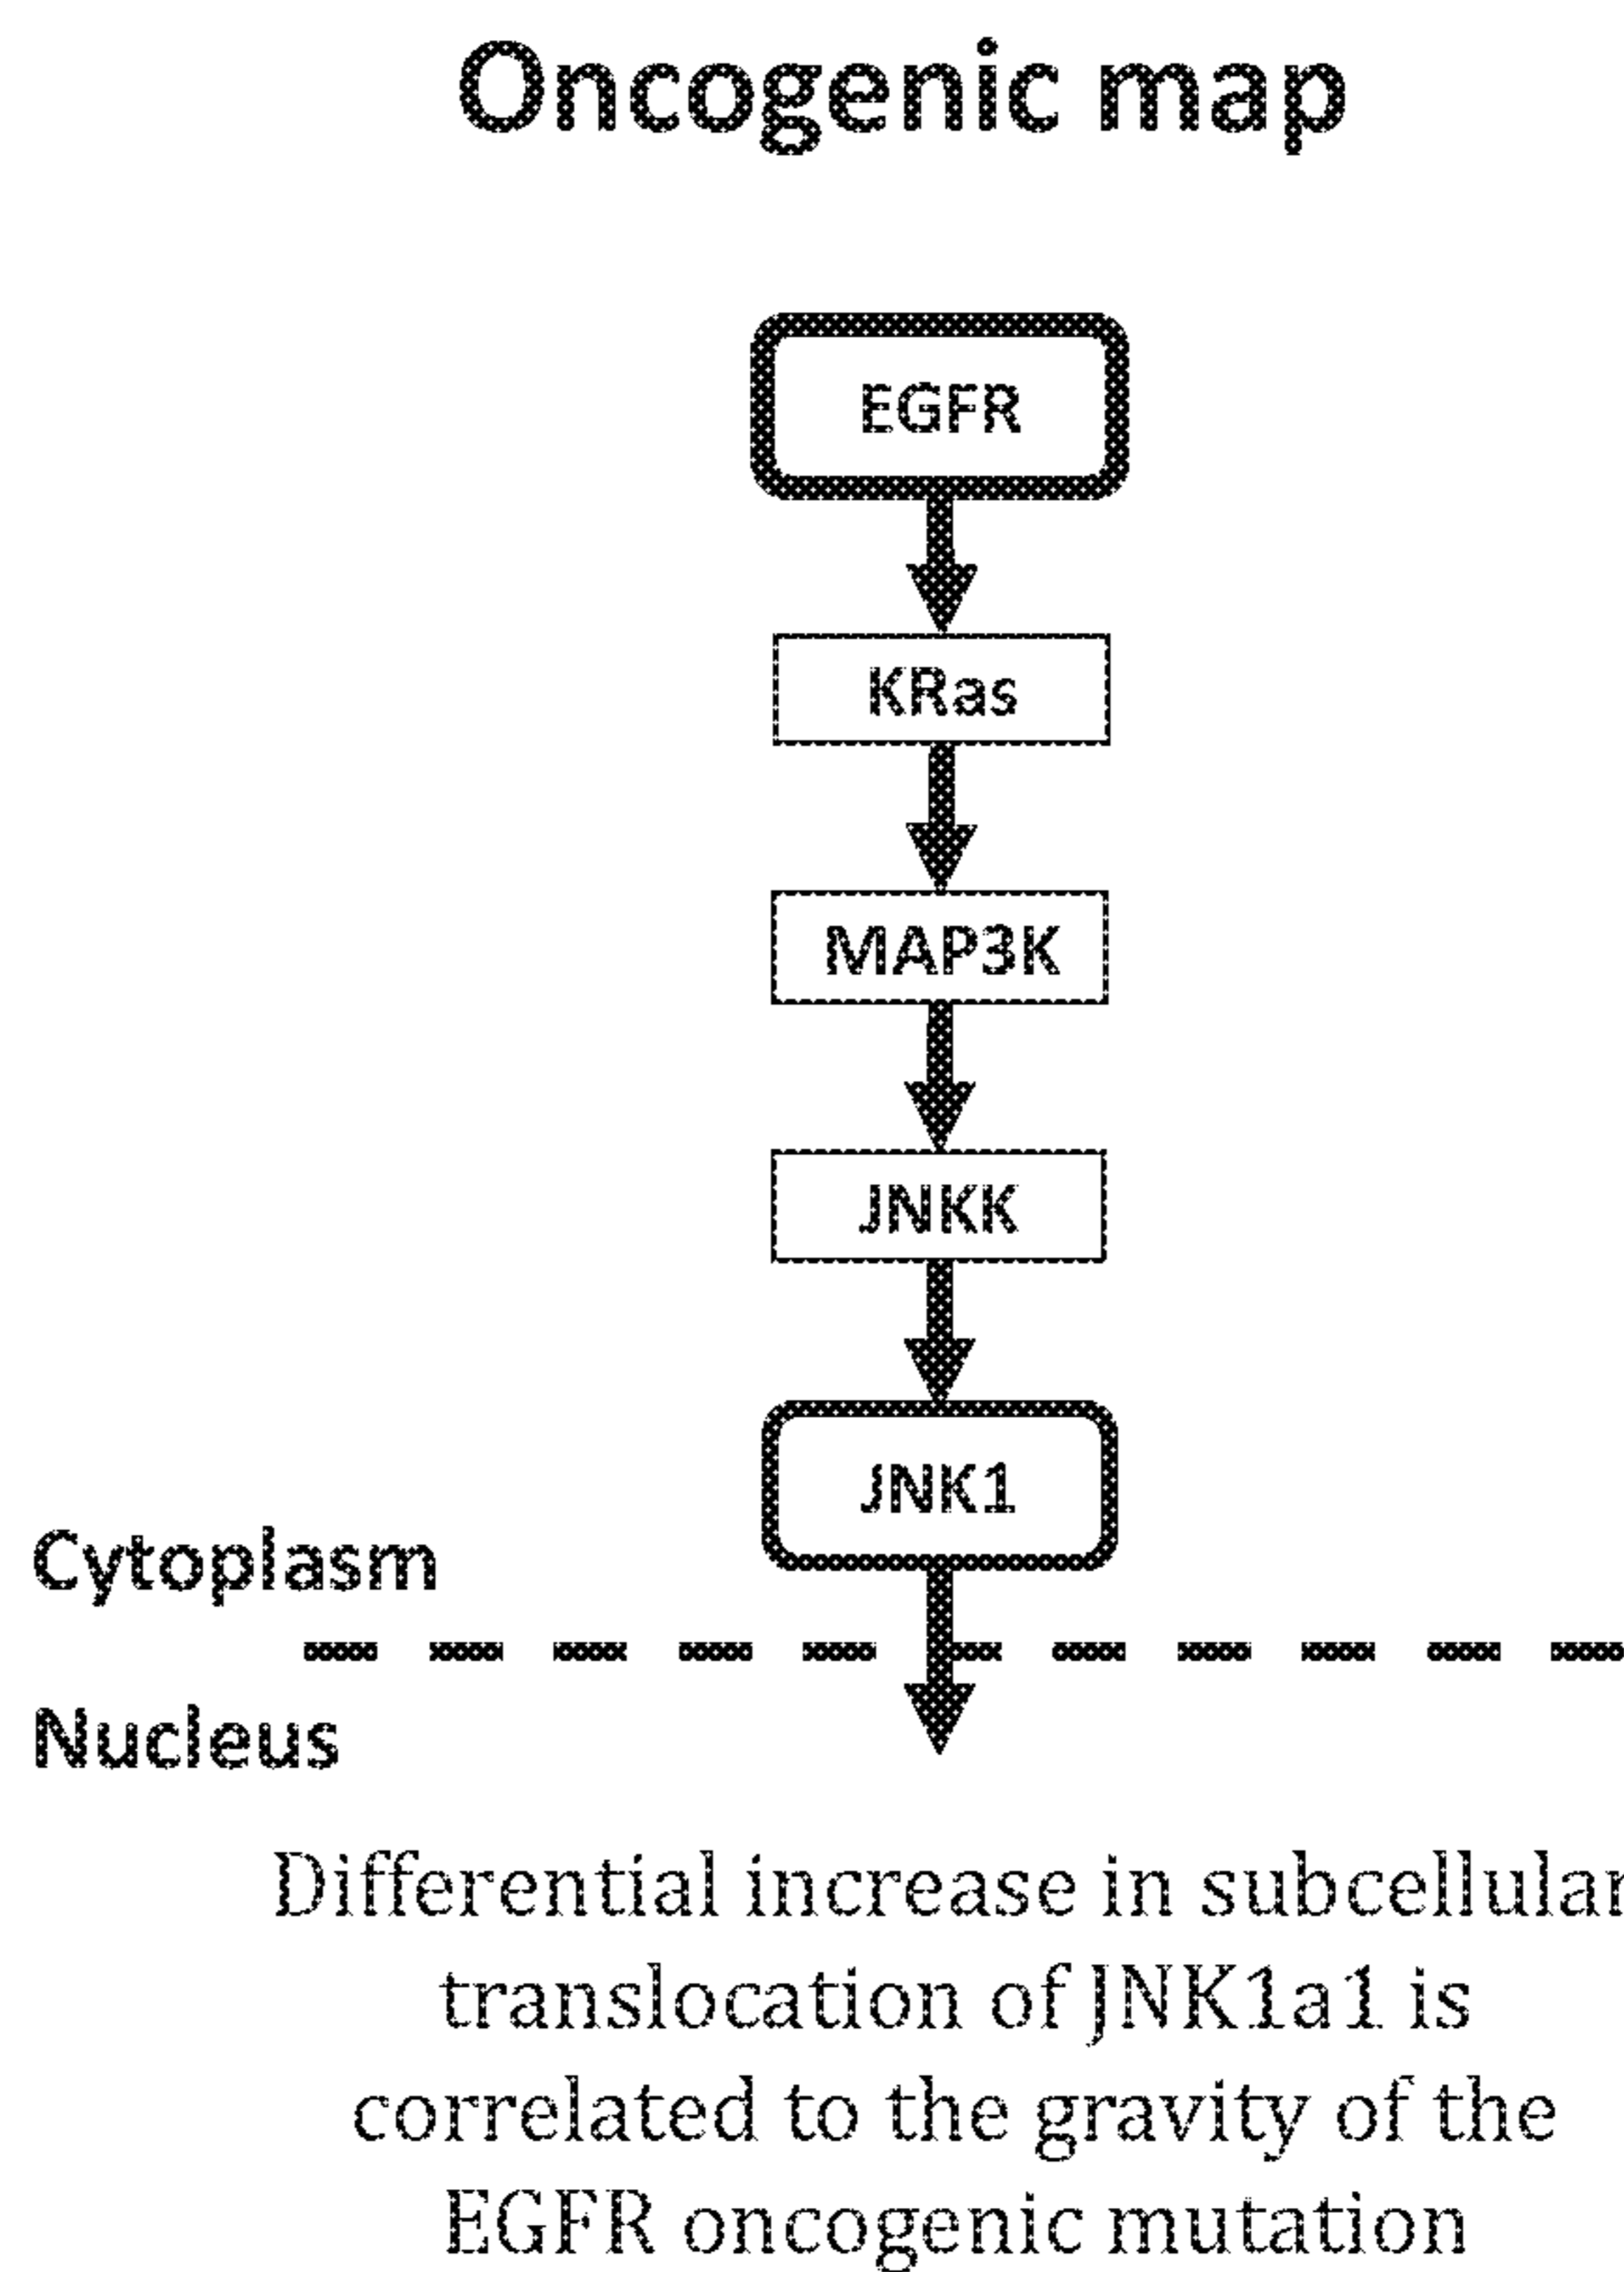 Oncogenic map
EGFR
KRas
MAP3K
JNKK
JNK1
Cytoplasm
Nucleus
Differential increase in subcellular
translocation of JNK1a1 is
correlated to the gravity of the
EGFR oncogenic mutation